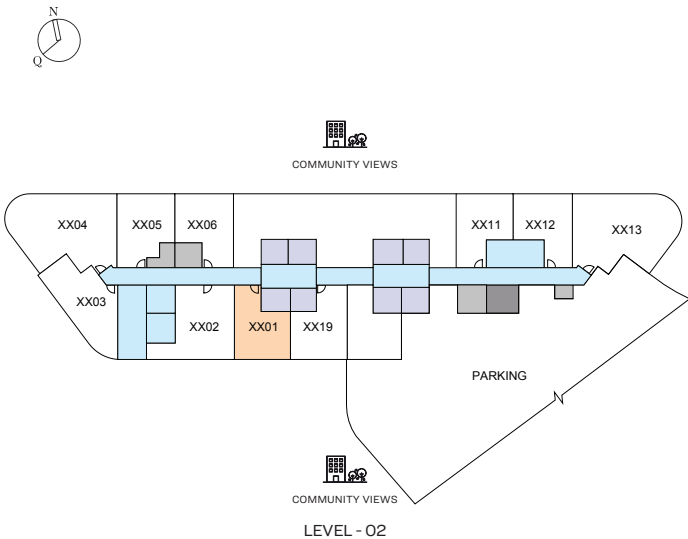 N
Q
COMMUNITY VIEWS
XX04
XX05
XX06
XX11
XX12
XX13
XX03
XX02
XX01
XX19
PARKING
N
COMMUNITY VIEWS
LEVEL - 02